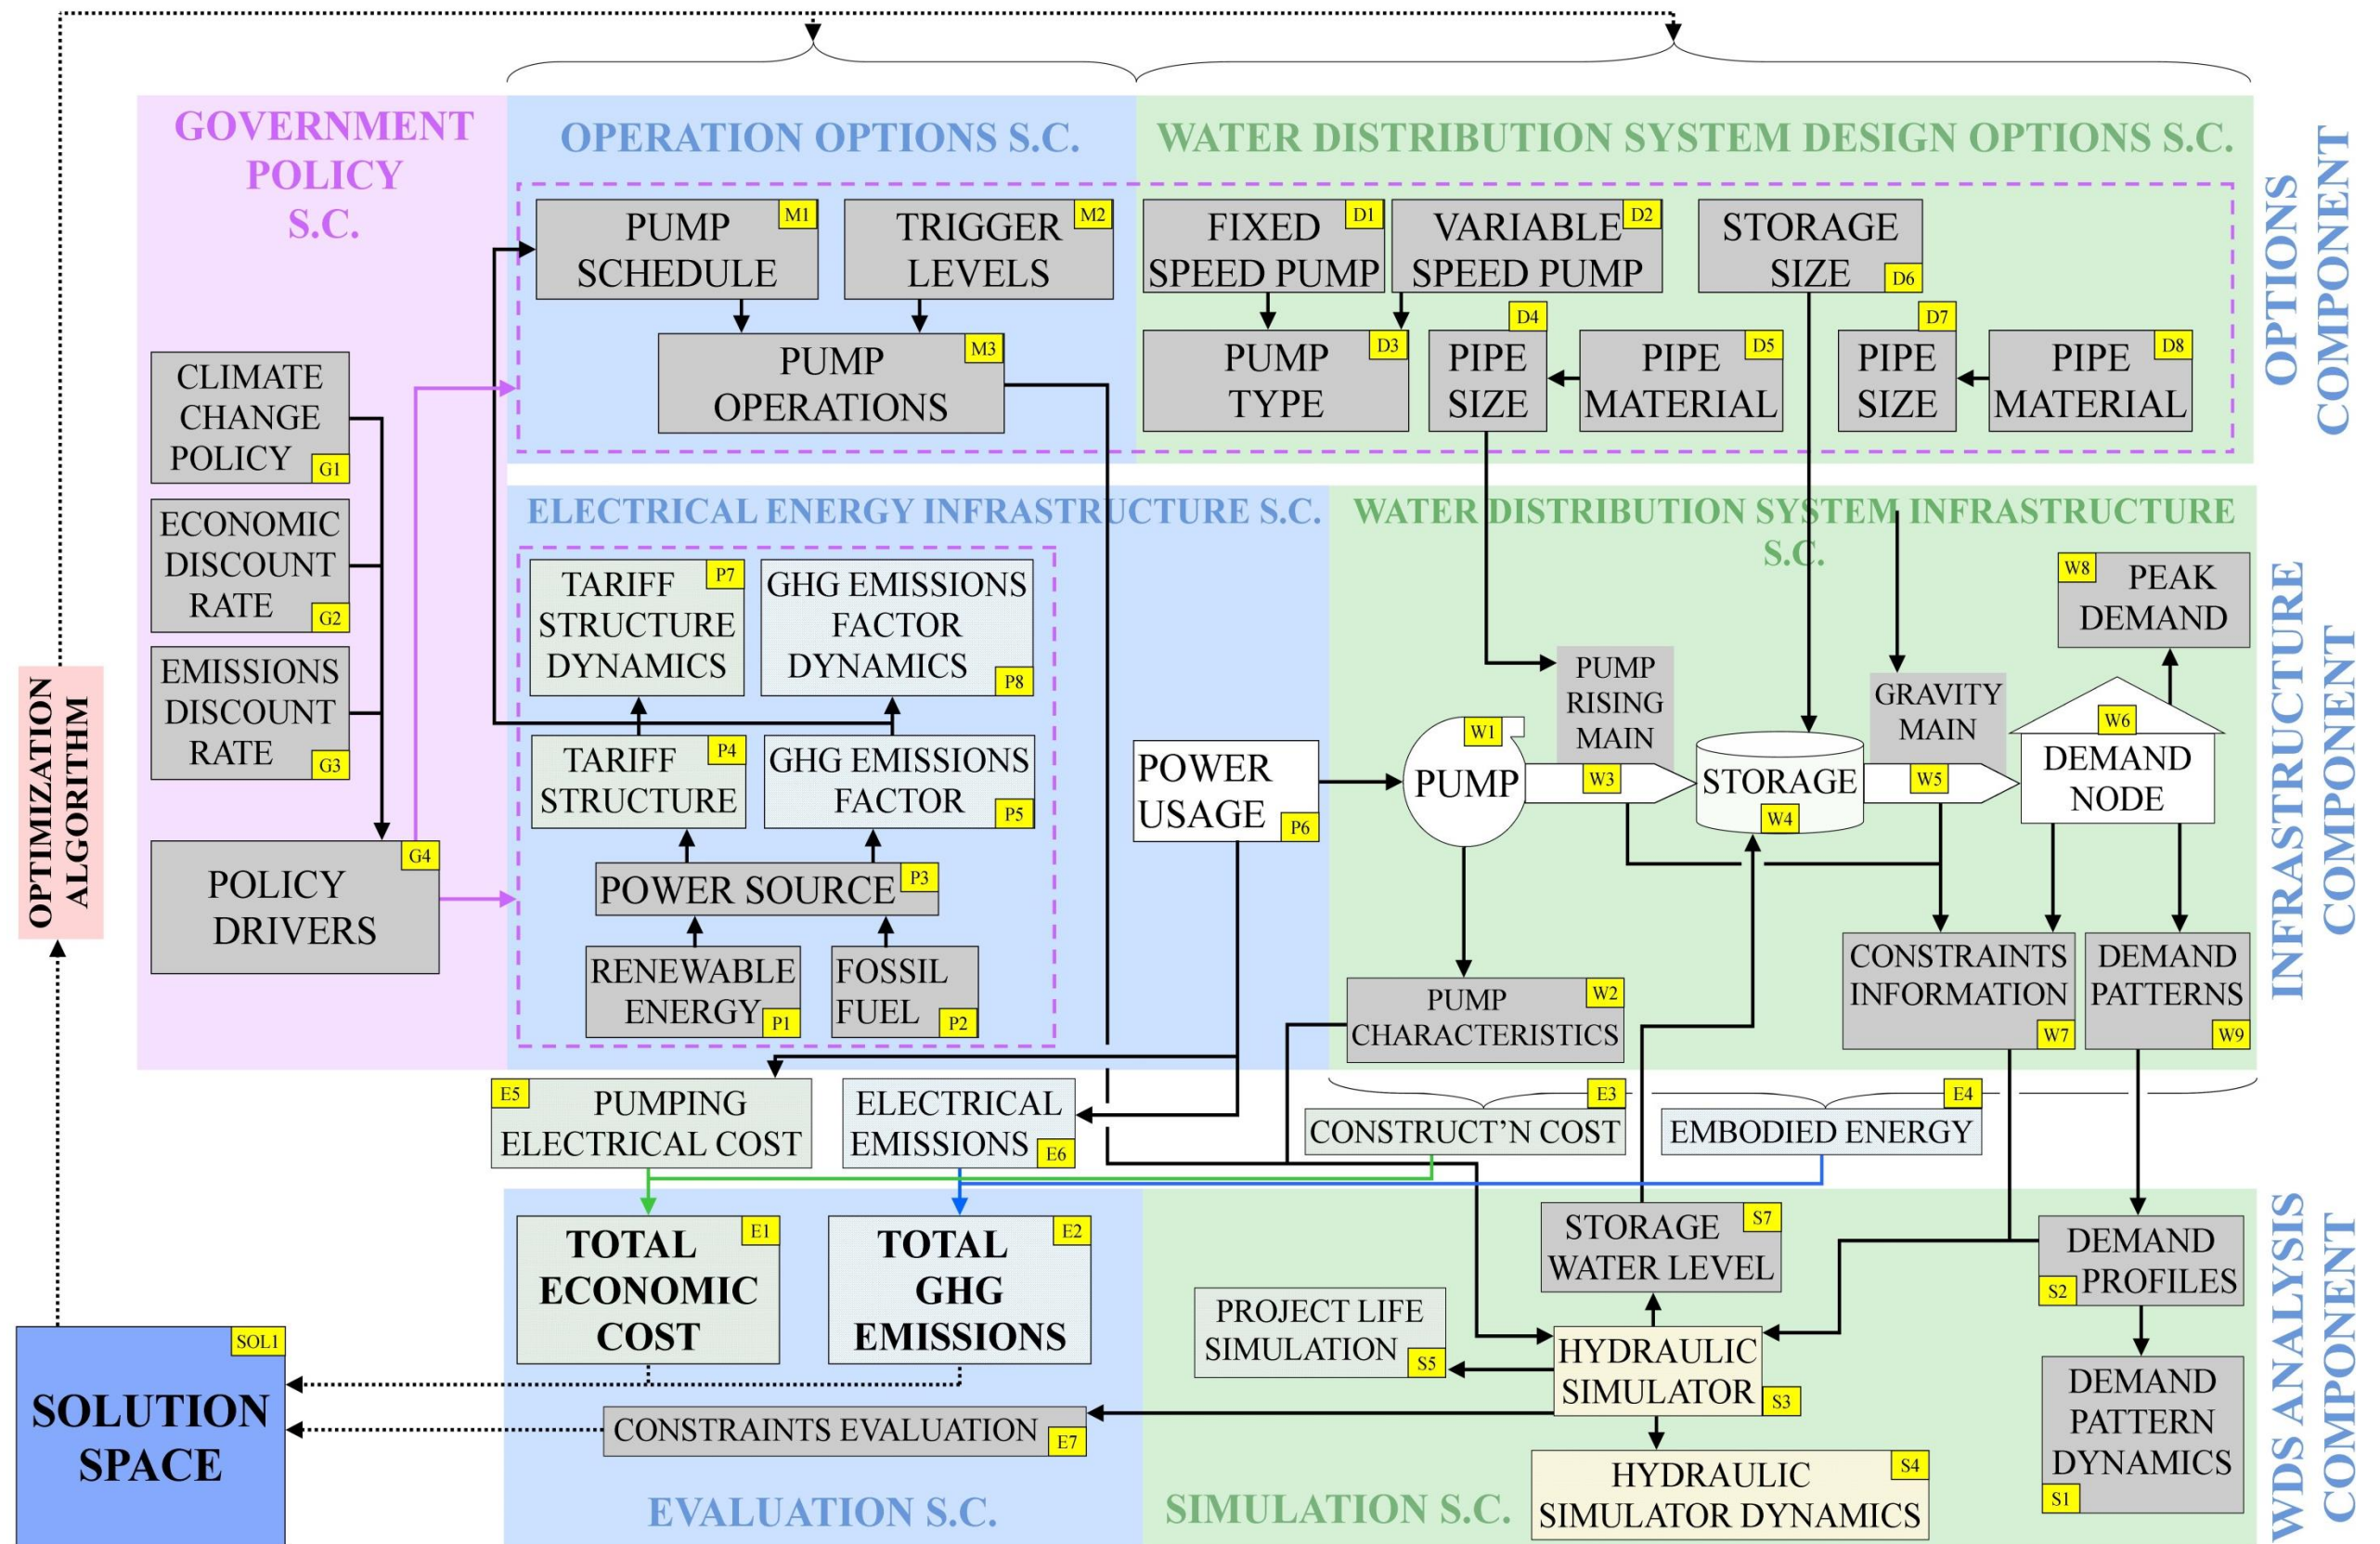 GOVERNMENT
POLICY
S.C.
OPERATION OPTIONS S.C.
WATER DISTRIBUTION SYSTEM DESIGN OPTIONS S.C.
OPTIONS
COMPONENT
PUMP
SCHEDULE
M1
TRIGGER
LEVELS
M2
PUMP
OPERATIONS
M3
FIXED
SPEED PUMP
D1
VARIABLE
SPEED PUMP
D2
STORAGE
SIZE
D6
PUMP
TYPE
D3
D4
PIPE
SIZE
PIPE
MATERIAL
D5
D7
PIPE
SIZE
PIPE
MATERIAL
D8
CLIMATE
CHANGE
POLICY
G1
ECONOMIC
DISCOUNT
RATE
G2
EMISSIONS
DISCOUNT
RATE
G3
POLICY
DRIVERS
G4
OPTIMIZATION
ALGORITHM
ELECTRICAL ENERGY INFRASTRUCTURE S.C.
TARIFF
STRUCTURE
DYNAMICS
P7
GHG EMISSIONS
FACTOR
DYNAMICS
P8
TARIFF
STRUCTURE
P4
GHG EMISSIONS
FACTOR
P5
POWER SOURCE
P3
RENEWABLE
ENERGY
P1
FOSSIL
FUEL
P2
POWER
USAGE
P6
WATER DISTRIBUTION SYSTEM INFRASTRUCTURE
S.C.
INFRASTRUCTURE
COMPONENT
W8
PEAK
DEMAND
PUMP
RISING
MAIN
W3
GRAVITY
MAIN
W5
W1
PUMP
STORAGE
W4
W6
DEMAND
NODE
PUMP
CHARACTERISTICS
W2
CONSTRAINTS
INFORMATION
W7
DEMAND
PATTERNS
W9
E5
PUMPING
ELECTRICAL COST
ELECTRICAL
EMISSIONS
E6
E3
CONSTRUCT'N COST
E4
EMBODIED ENERGY
TOTAL
ECONOMIC
COST
E1
TOTAL
GHG
EMISSIONS
E2
CONSTRAINTS EVALUATION
E7
EVALUATION S.C.
SOL1
SOLUTION
SPACE
STORAGE
WATER LEVEL
S7
PROJECT LIFE
SIMULATION
S5
HYDRAULIC
SIMULATOR
S3
HYDRAULIC
SIMULATOR DYNAMICS
S4
DEMAND
PROFILES
S2
DEMAND
PATTERN
DYNAMICS
S1
SIMULATION S.C.
WDS ANALYSIS
COMPONENT